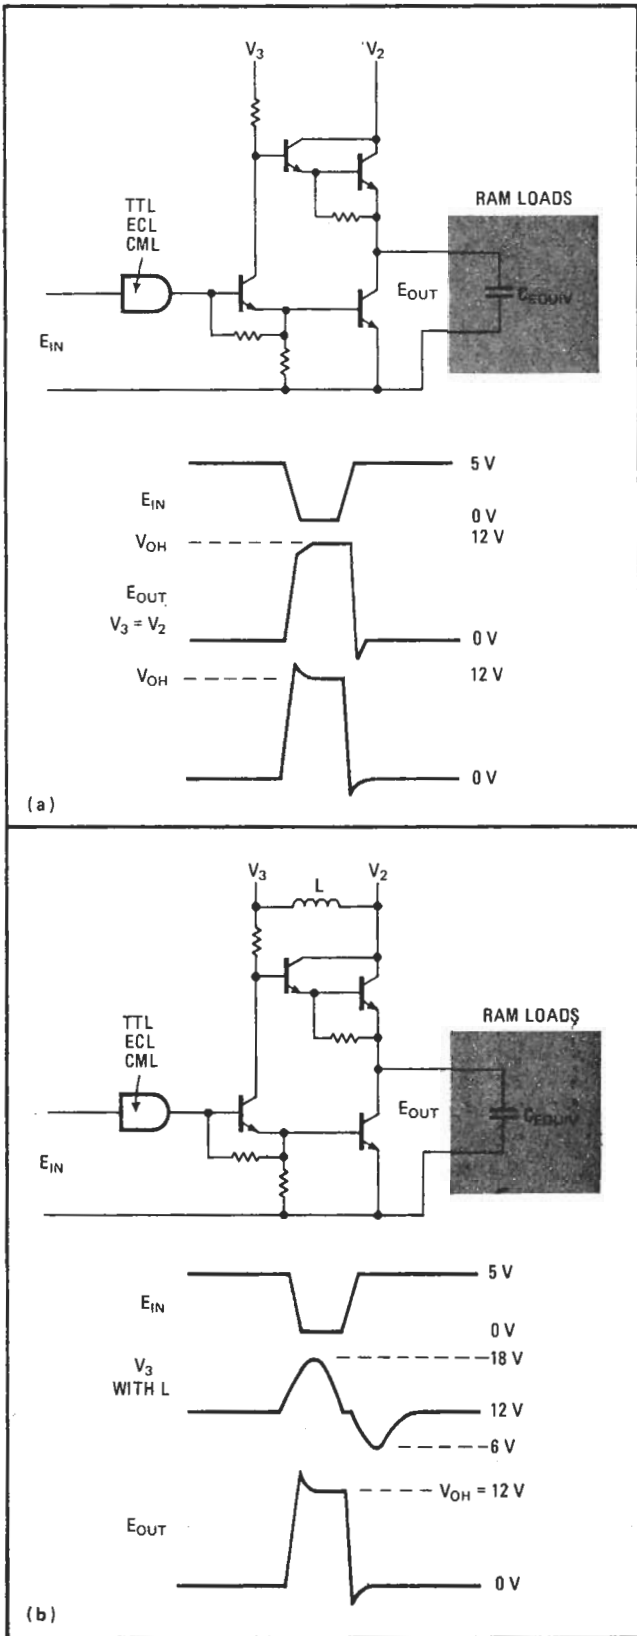 V3 V2
TTL
ECL
CML
RAM LOADS
EIN
EOUT
CEQUIV
EIN
5 V
0 V
VOH
12 V
EOUT
V3 = V2
0 V
VOH
12 V
0 V
(a)
V3 L V2
TTL
ECL
CML
RAM LOADS
EIN
EOUT
CEQUIV
EIN
5 V
0 V
V3
WITH L
18 V
12 V
6 V
EOUT
VOH = 12 V
0 V
(b)